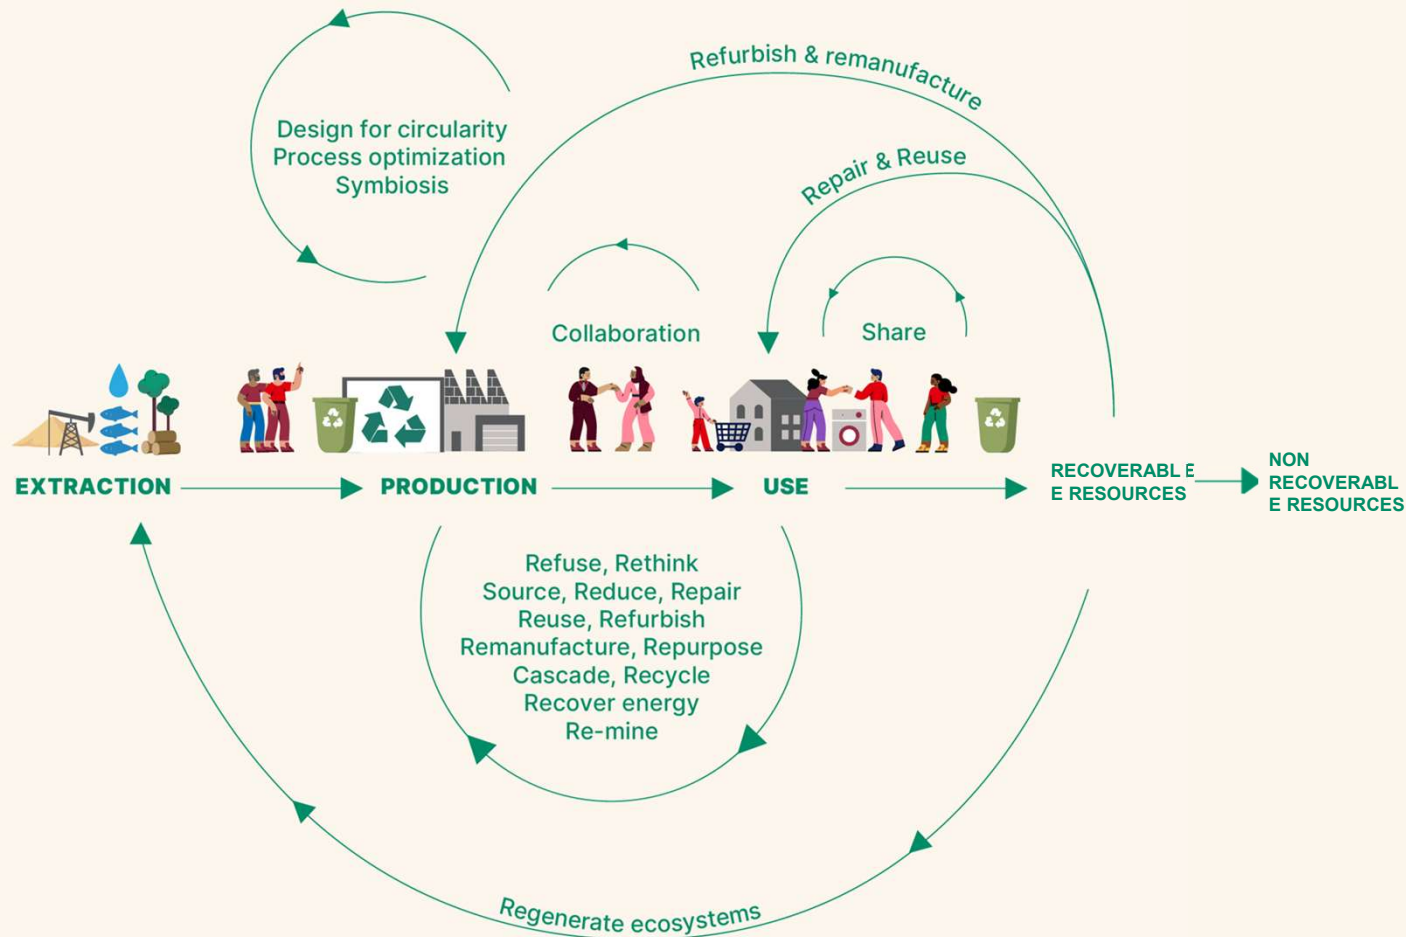 Refurbish & remanufacture
Design for circularity
Process optimization
Symbiosis
Repair & Reuse
Collaboration
Share
EXTRACTION
PRODUCTION
USE
RECOVERABL E
E RESOURCES
NON
RECOVERABL
E RESOURCES
Refuse, Rethink
Source, Reduce, Repair
Reuse, Refurbish
Remanufacture, Repurpose
Cascade, Recycle
Recover energy
Re-mine
Regenerate ecosystems